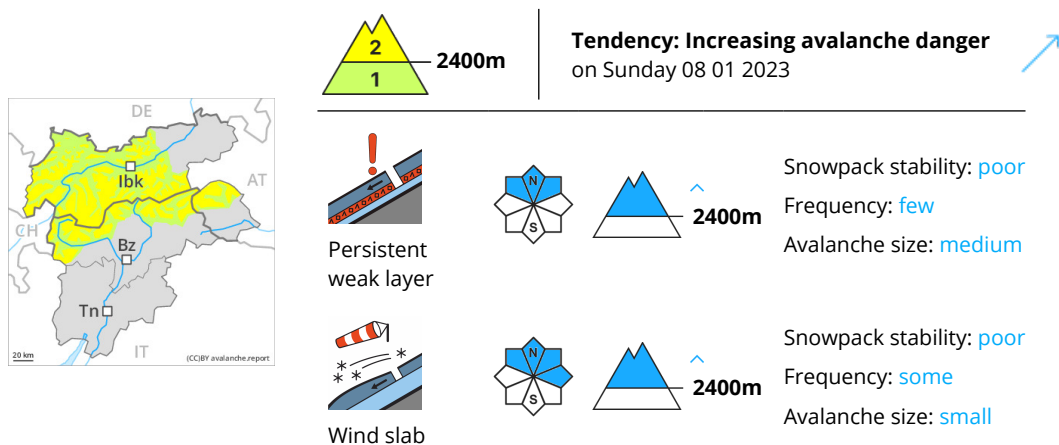 2
2400m
1
Tendency: Increasing avalanche danger
on Sunday 08 01 2023
DE
Ibk
AT
CH
Bz
Tn
IT
20 km
(CC)BY avalanche.report
Persistent
weak layer
N
S
2400m
Snowpack stability: poor
Frequency: few
Avalanche size: medium
Wind slab
N
S
2400m
Snowpack stability: poor
Frequency: some
Avalanche size: small